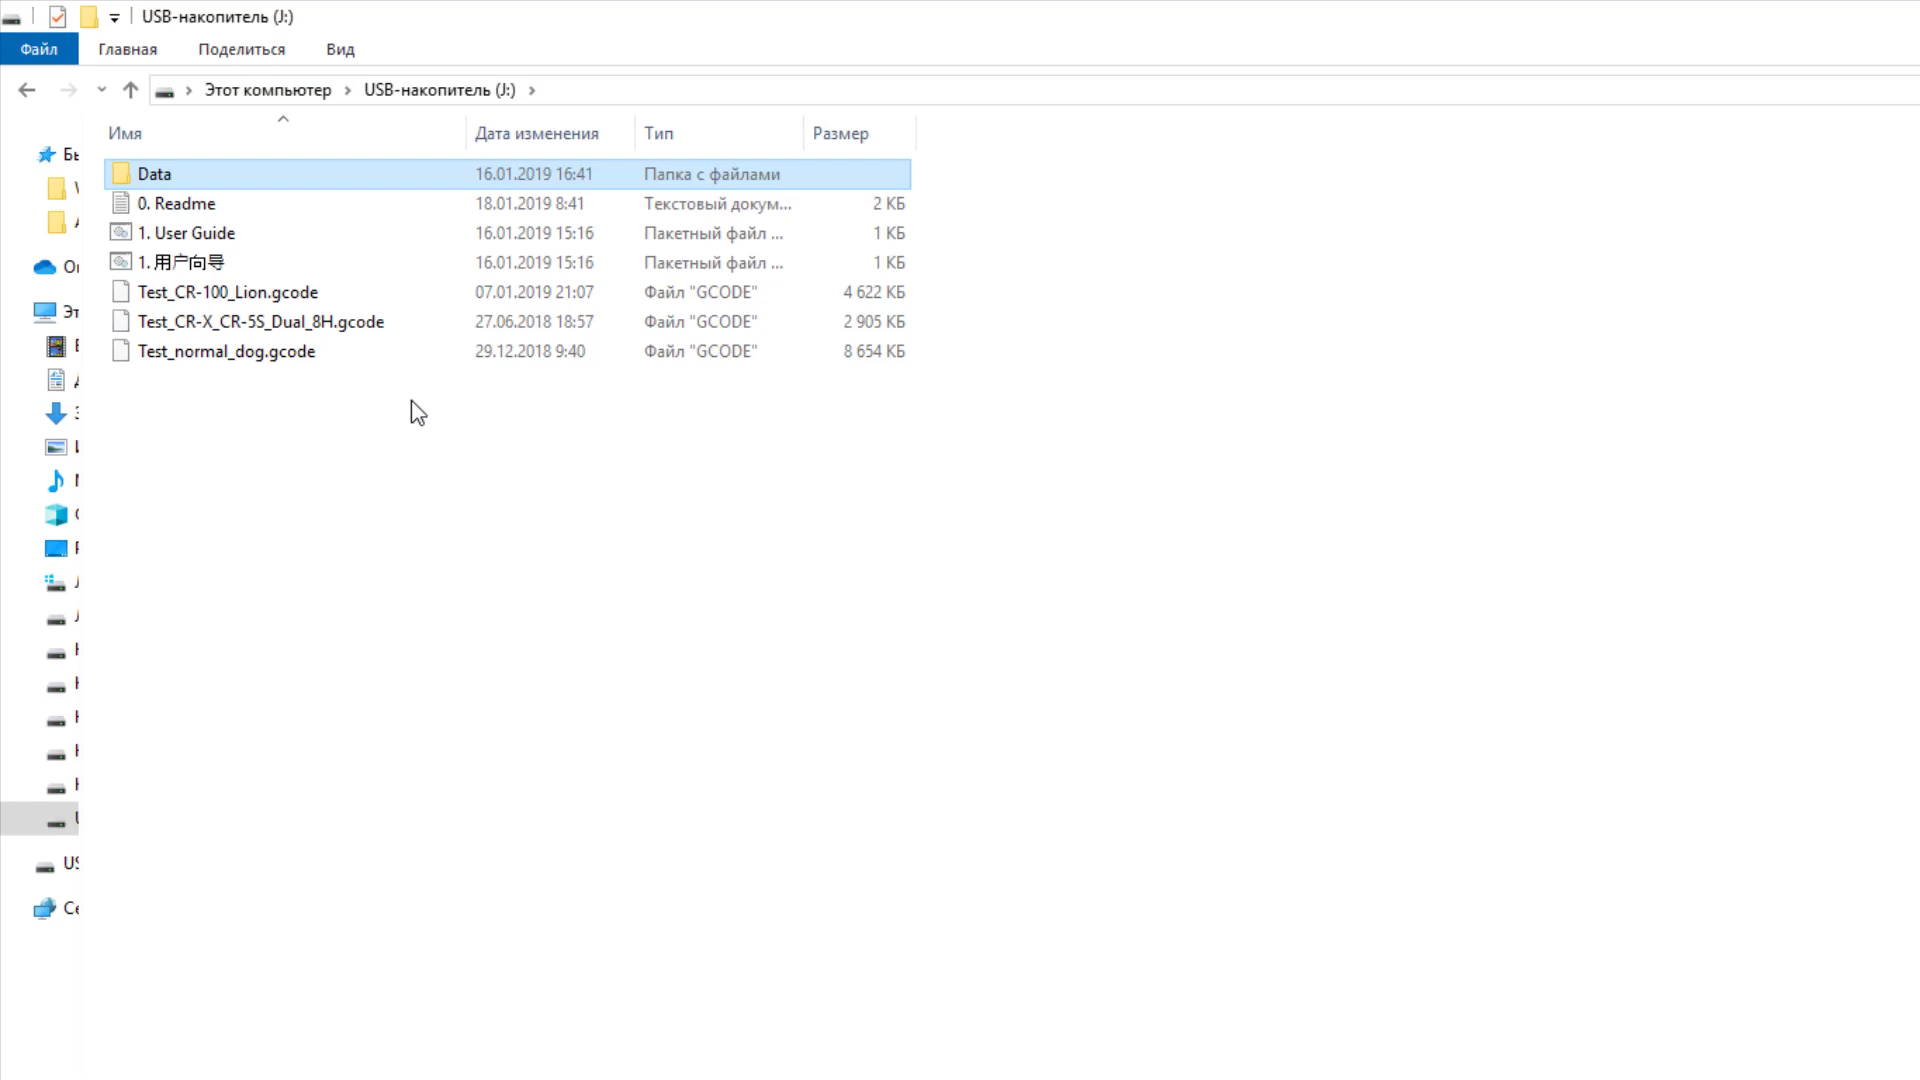 USB-накопитель (J:)
Файл Главная Поделиться Вид
Этот компьютер USB-накопитель (J:)
Имя Дата изменения Тип Размер
Data 16.01.2019 16:41 Папка с файлами
0. Readme 18.01.2019 8:41 Текстовый докум... 2 КБ
1. User Guide 16.01.2019 15:16 Пакетный файл ... 1 КБ
1. 用户向导 16.01.2019 15:16 Пакетный файл ... 1 КБ
Test_CR-100_Lion.gcode 07.01.2019 21:07 Файл "GCODE" 4 622 КБ
Test_CR-X_CR-5S_Dual_8H.gcode 27.06.2018 18:57 Файл "GCODE" 2 905 КБ
Test_normal_dog.gcode 29.12.2018 9:40 Файл "GCODE" 8 654 КБ